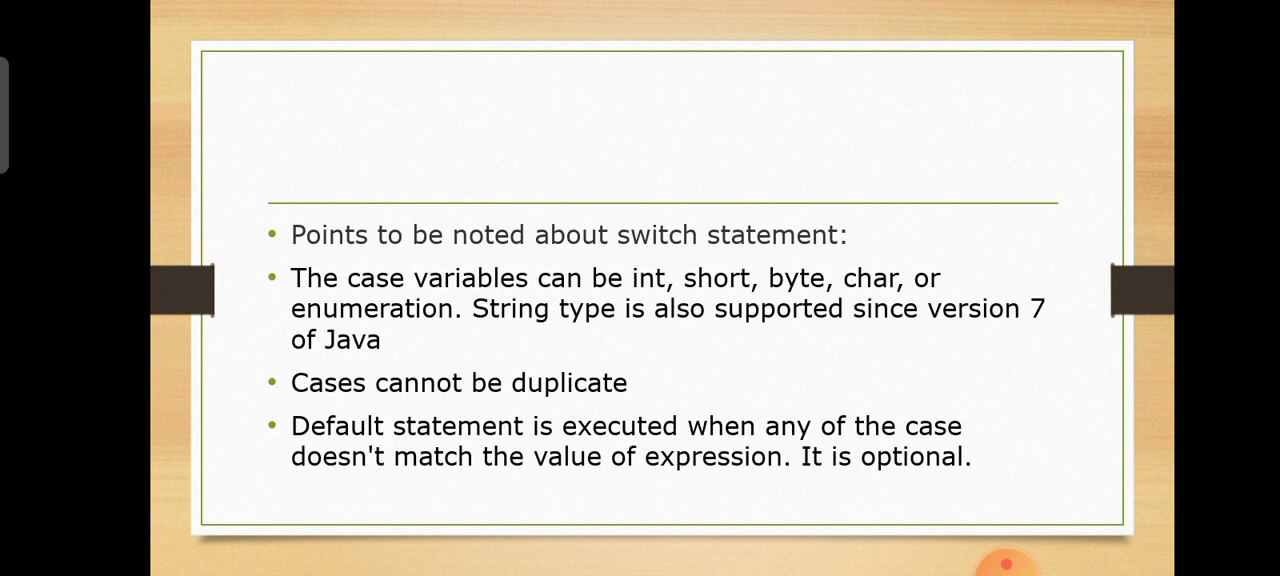 Points to be noted about switch statement:
The case variables can be int, short, byte, char, or
enumeration. String type is also supported since version 7
of Java
Cases cannot be duplicate
Default statement is executed when any of the case
doesn't match the value of expression. It is optional.